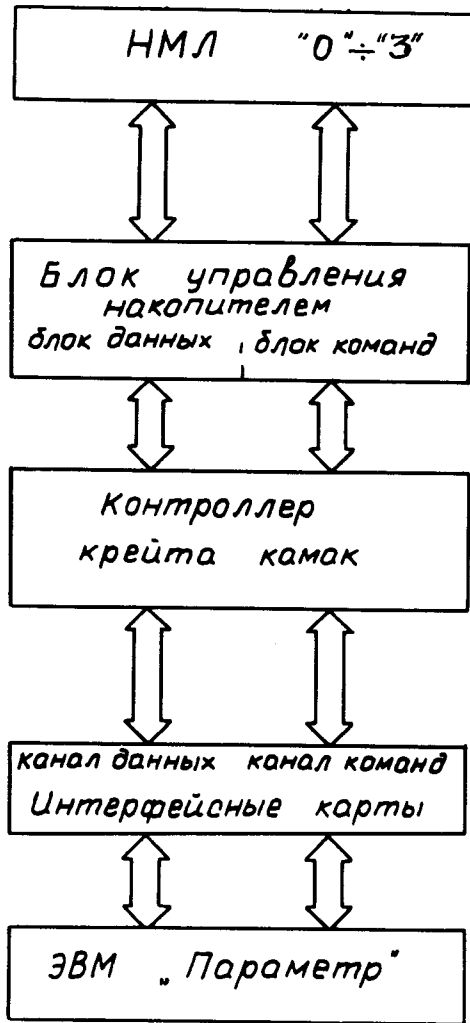 НМЛ "0"÷"3"
Блок управления
накопителем
блок данных блок команд
Контроллер
крейта камак
канал данных канал команд
Интерфейсные карты
ЭВМ „Параметр"